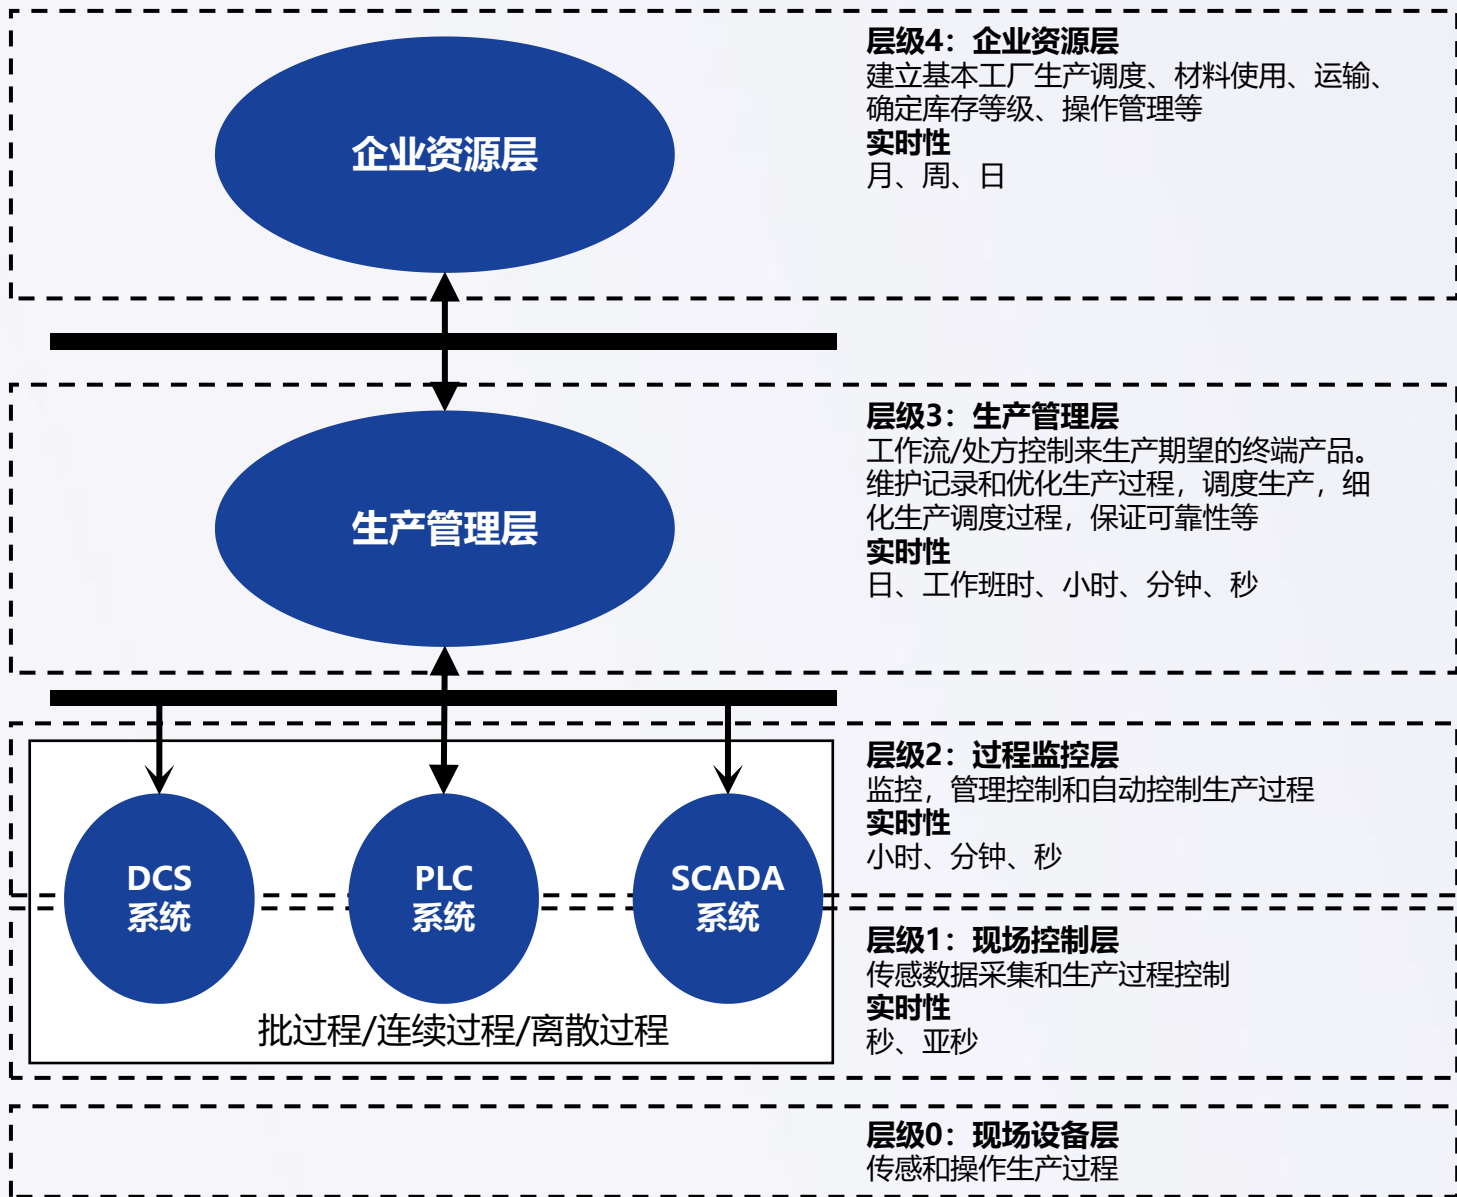 企业资源层
层级4：企业资源层
建立基本工厂生产调度、材料使用、运输、
确定库存等级、操作管理等
实时性
月、周、日
生产管理层
层级3：生产管理层
工作流/处方控制来生产期望的终端产品。
维护记录和优化生产过程，调度生产，细
化生产调度过程，保证可靠性等
实时性
日、工作班时、小时、分钟、秒
DCS
系统
PLC
系统
SCADA
系统
批过程/连续过程/离散过程
层级2：过程监控层
监控，管理控制和自动控制生产过程
实时性
小时、分钟、秒
层级1：现场控制层
传感数据采集和生产过程控制
实时性
秒、亚秒
层级0：现场设备层
传感和操作生产过程